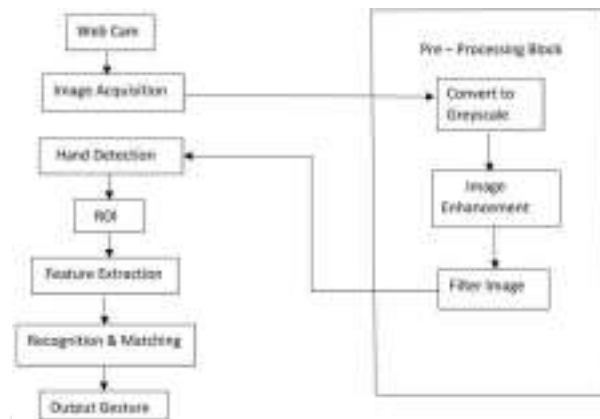 Web Cam
Image Acquisition
Pre – Processing Block
Convert to
Greyscale
Image
Enhancement
Filter Image
Hand Detection
ROI
Feature Extraction
Recognition & Matching
Output Gesture